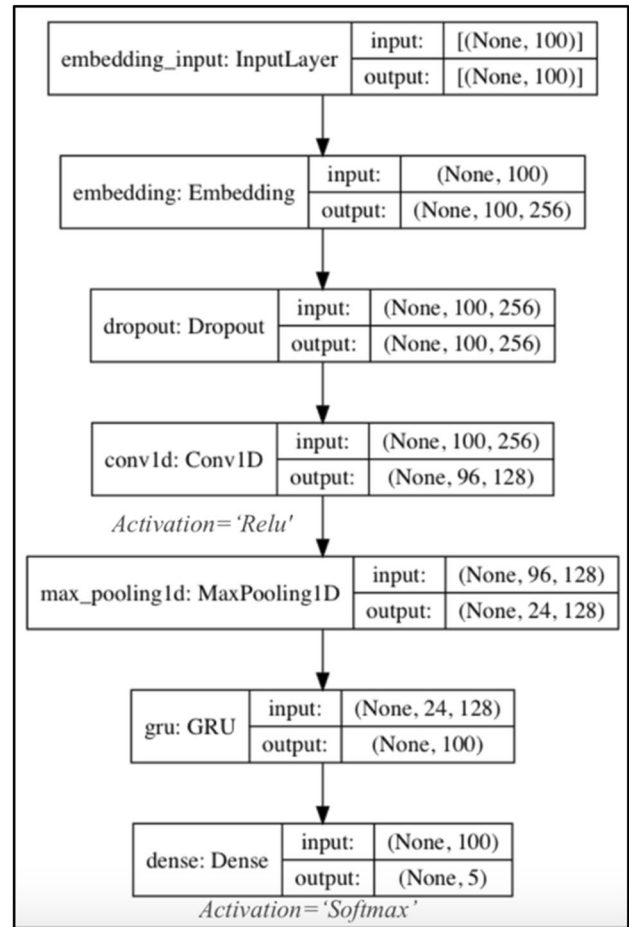 embedding_input: InputLayer
input: [(None, 100)]
output: [(None, 100)]
embedding: Embedding
input: (None, 100)
output: (None, 100, 256)
dropout: Dropout
input: (None, 100, 256)
output: (None, 100, 256)
conv1d: Conv1D
input: (None, 100, 256)
output: (None, 96, 128)
Activation='Relu'
max_pooling1d: MaxPooling1D
input: (None, 96, 128)
output: (None, 24, 128)
gru: GRU
input: (None, 24, 128)
output: (None, 100)
dense: Dense
input: (None, 100)
output: (None, 5)
Activation=‘Softmax’